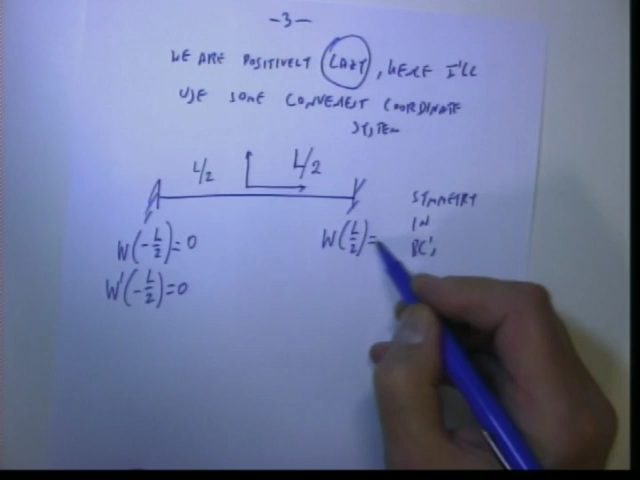 -3-
WE ARE POSITIVELY LAZY, HERE I'LL
USE SOME CONVENIENT COORDINATE
SYSTEM
L/2 L/2
SYMMETRY
IN
BC's
W(-L/2)=0 W(L/2)=
W'(-L/2)=0